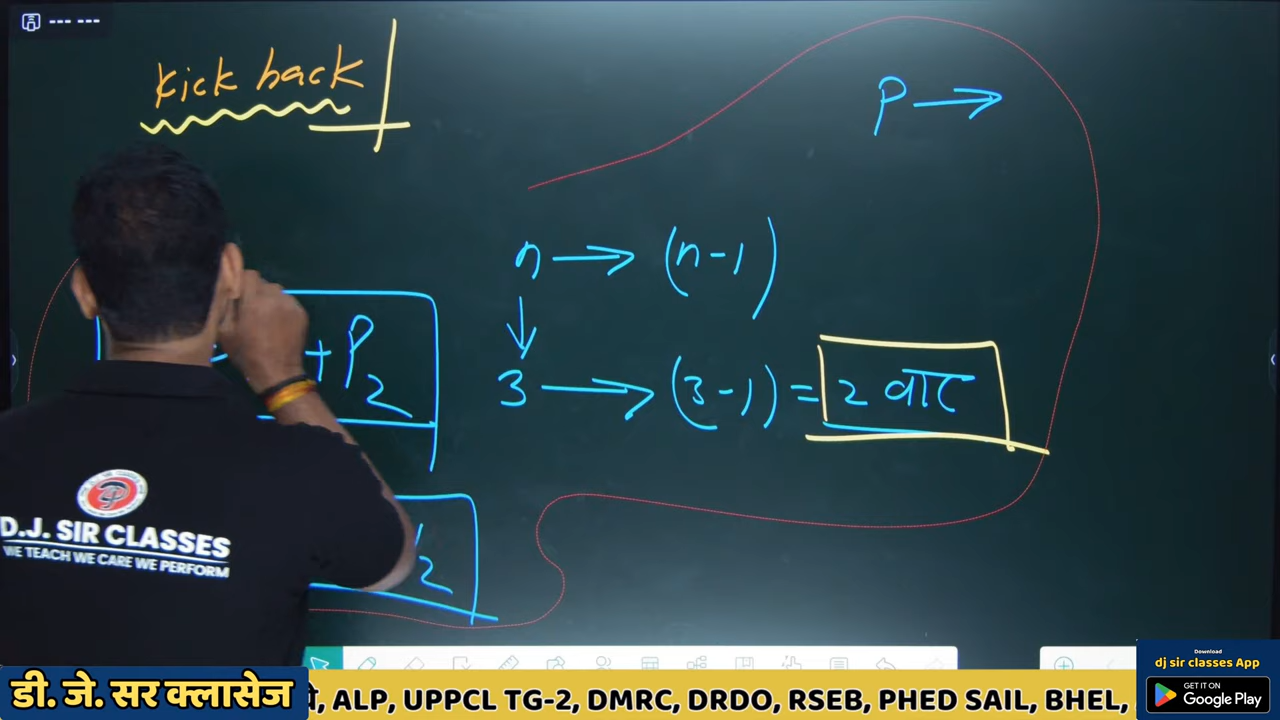 --- ---
Kick back
P →
n → (n-1)
↓
+ P2
3 → (3-1) = 2 वाट
2
D.J. SIR CLASSES
WE TEACH WE CARE WE PERFORM
Download
dj sir classes App
GET IT ON
Google Play
डी. जे. सर क्लासेज
, ALP, UPPCL TG-2, DMRC, DRDO, RSEB, PHED SAIL, BHEL,